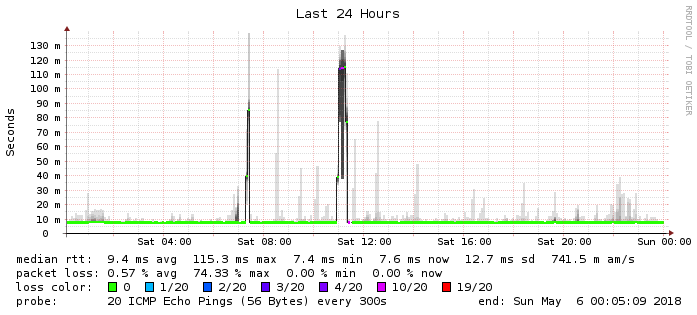 Last 24 Hours
RRDTOOL / TOBI OETIKER
Seconds
130 m
120 m
110 m
100 m
90 m
80 m
70 m
60 m
50 m
40 m
30 m
20 m
10 m
0
Sat 04:00 Sat 08:00 Sat 12:00 Sat 16:00 Sat 20:00 Sun 00:00
median rtt: 9.4 ms avg 115.3 ms max 7.4 ms min 7.6 ms now 12.7 ms sd 741.5 m am/s
packet loss: 0.57 % avg 74.33 % max 0.00 % min 0.00 % now
loss color: 0 1/20 2/20 3/20 4/20 10/20 19/20
probe: 20 ICMP Echo Pings (56 Bytes) every 300s end: Sun May 6 00:05:09 2018